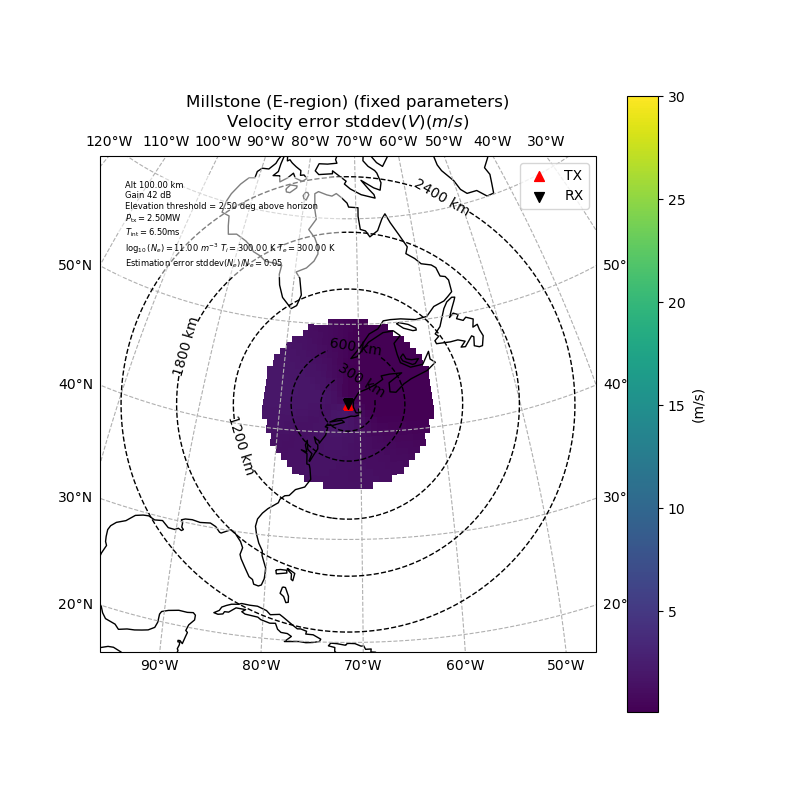 Millstone (E-region) (fixed parameters)
Velocity error stddev(V)(m/s)
120°W 110°W 100°W 90°W 80°W 70°W 60°W 50°W 40°W 30°W
TX
RX
Alt 100.00 km
Gain 42 dB
Elevation threshold = 2.50 deg above horizon
P_tx = 2.50MW
T_int = 6.50ms
log₁₀(N_e) = 11.00 m⁻³ T_i = 300.00 K T_e = 300.00 K
Estimation error stddev(N_e)/N_e = 0.05
2400 km
1800 km
1200 km
600 km
300 km
50°N 50°
40°N 40°
30°N 30°
20°N 20°
90°W 80°W 70°W 60°W 50°W
30
25
20
15
10
5
(m/s)